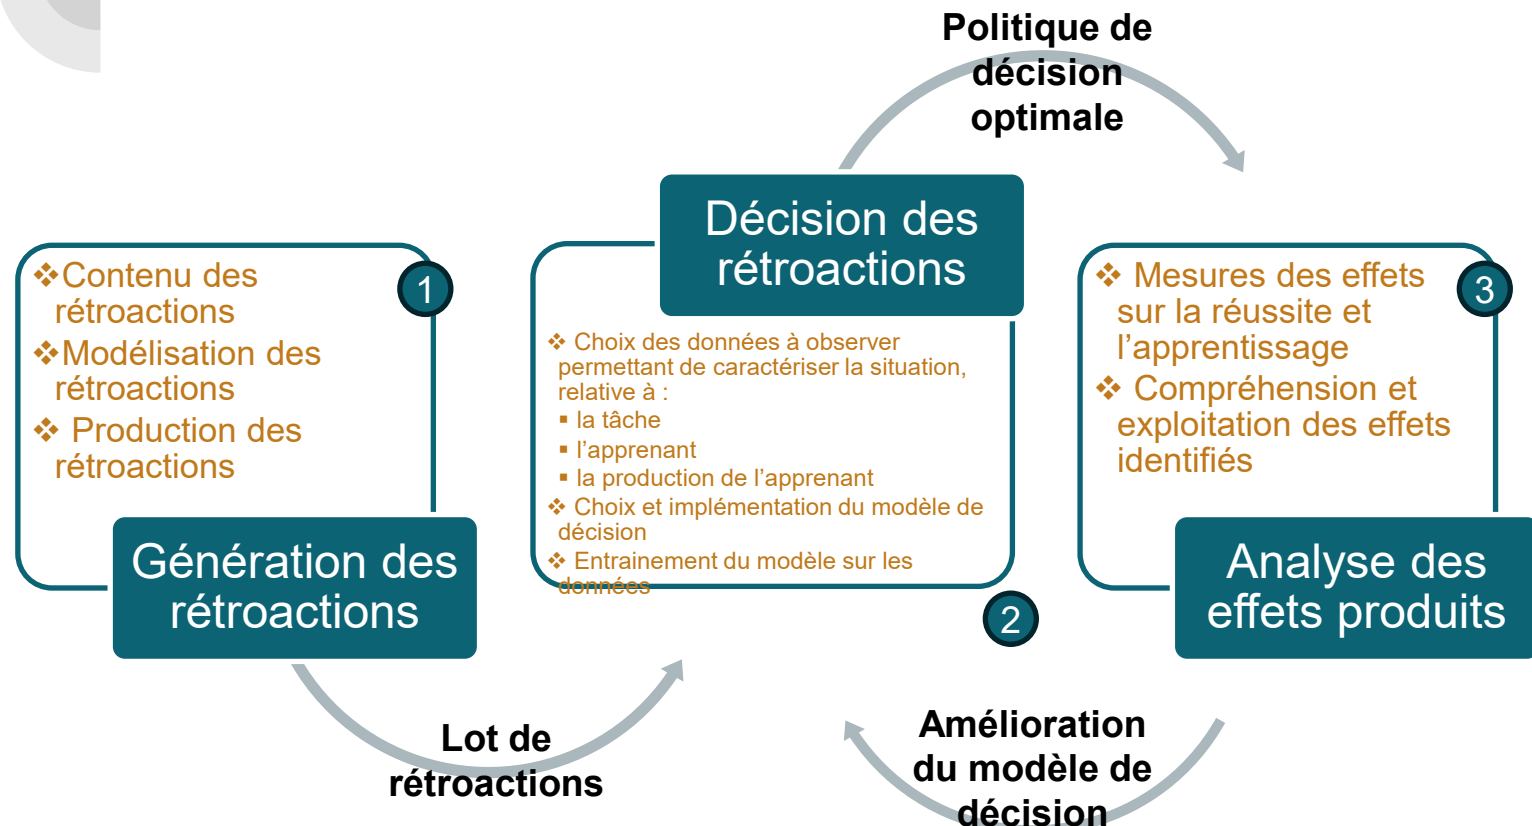 Politique de
décision
optimale
❖Contenu des
rétroactions
❖Modélisation des
rétroactions
❖ Production des
rétroactions
1
Génération des
rétroactions
Lot de
rétroactions
Décision des
rétroactions
❖ Choix des données à observer
permettant de caractériser la situation,
relative à :
▪ la tâche
▪ l’apprenant
▪ la production de l’apprenant
❖ Choix et implémentation du modèle de
décision
❖ Entrainement du modèle sur les
données
2
❖ Mesures des effets
sur la réussite et
l’apprentissage
❖ Compréhension et
exploitation des effets
identifiés
3
Analyse des
effets produits
Amélioration
du modèle de
décision